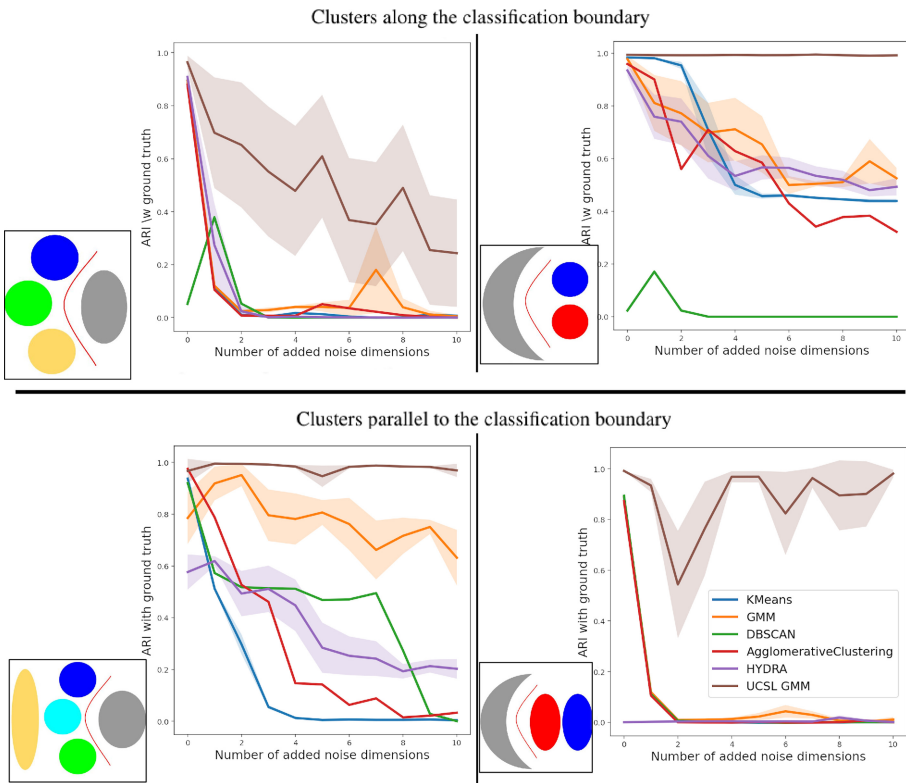 Clusters along the classification boundary
ARI \w ground truth
1.0
0.8
0.6
0.4
0.2
0.0
0 2 4 6 8 10
Number of added noise dimensions
ARI \w ground truth
1.0
0.8
0.6
0.4
0.2
0.0
0 2 4 6 8 10
Number of added noise dimensions
Clusters parallel to the classification boundary
ARI with ground truth
1.0
0.8
0.6
0.4
0.2
0.0
0 2 4 6 8 10
Number of added noise dimensions
ARI with ground truth
1.0
0.8
0.6
0.4
0.2
0.0
KMeans
GMM
DBSCAN
AgglomerativeClustering
HYDRA
UCSL GMM
0 2 4 6 8 10
Number of added noise dimensions